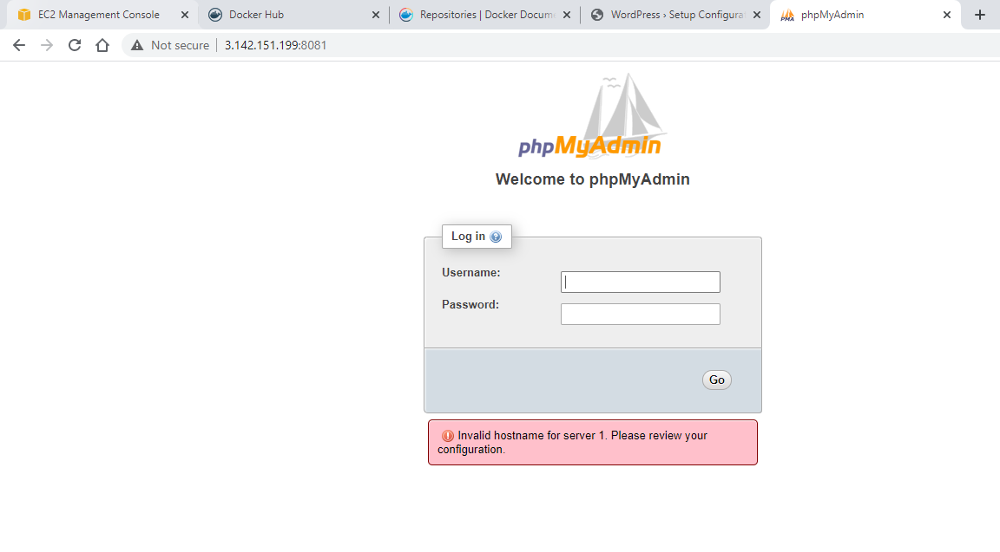 EC2 Management Console
Docker Hub
Repositories | Docker Docum
WordPress › Setup Configurat
phpMyAdmin
Not secure
3.142.151.199:8081
phpMyAdmin
Welcome to phpMyAdmin
Log in
Username:
Password:
Go
Invalid hostname for server 1. Please review your
configuration.